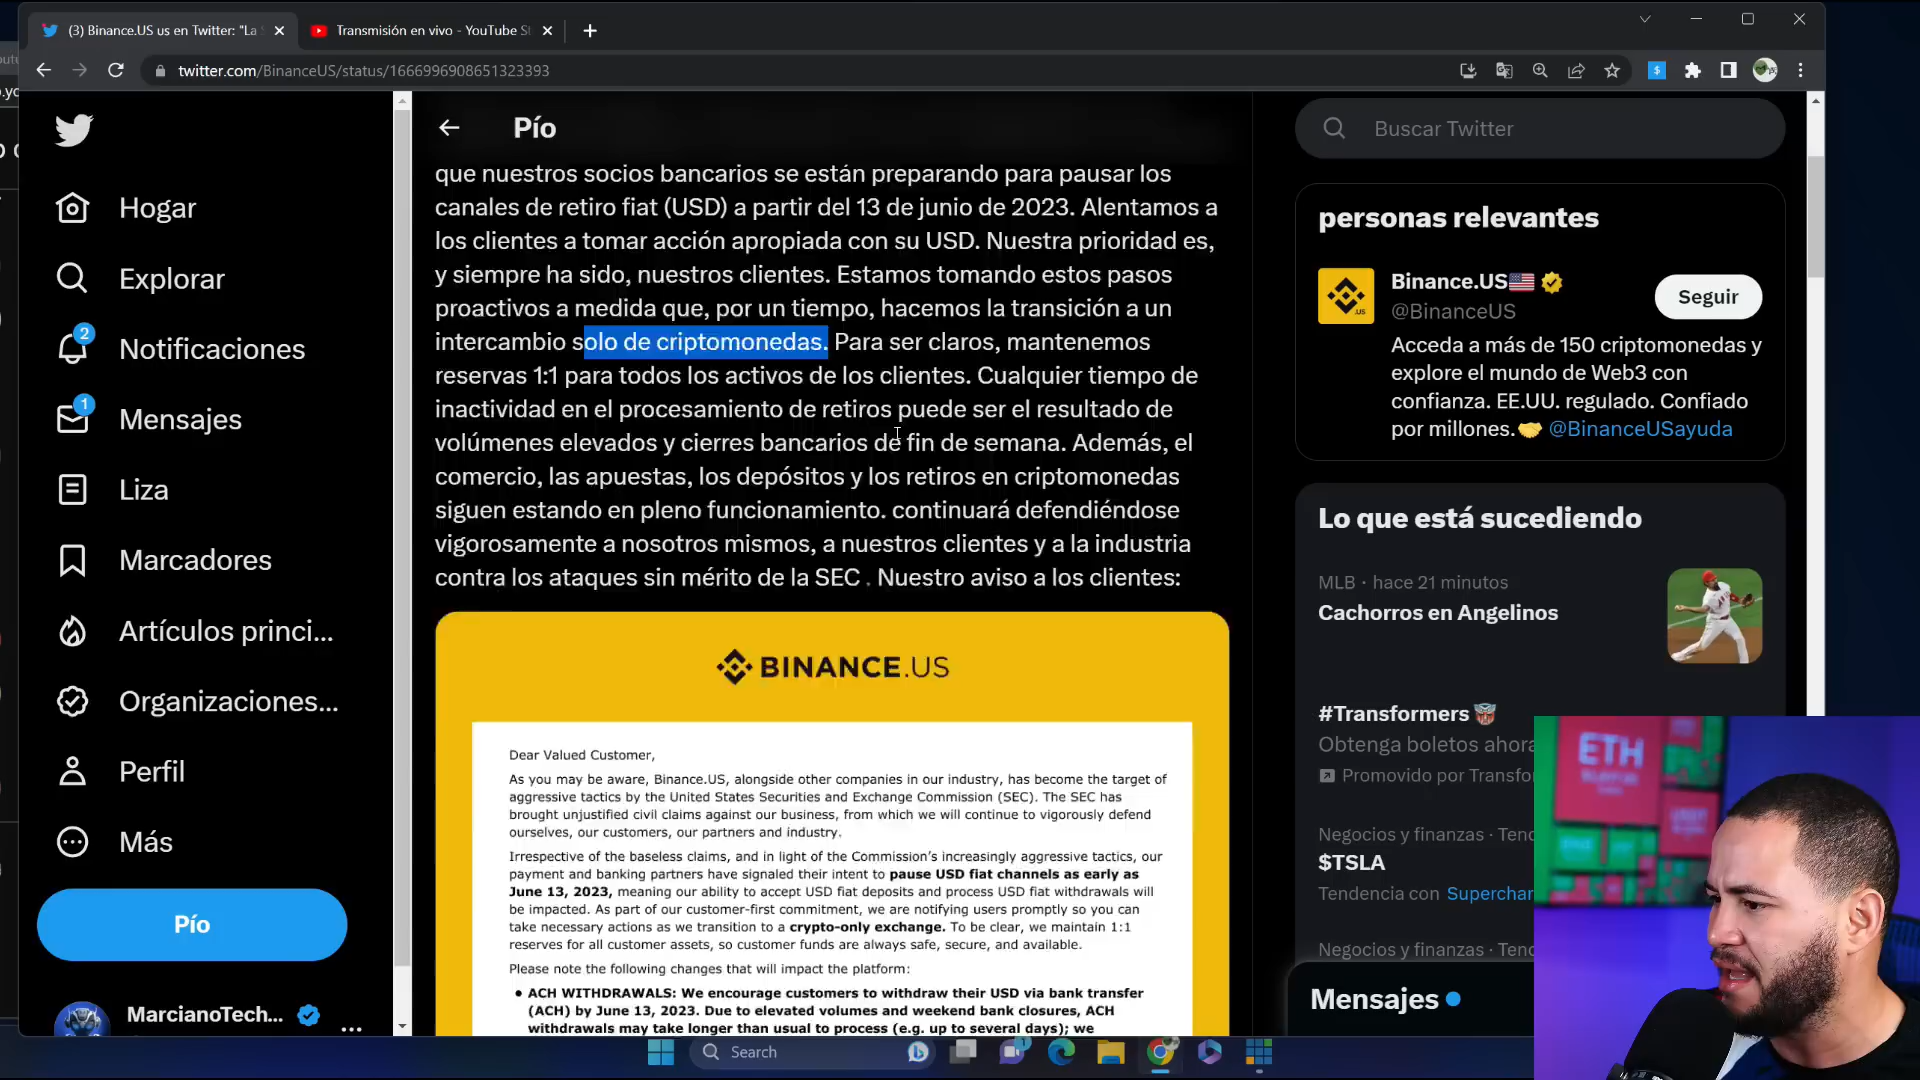 (3) Binance.US us en Twitter: "La S
Transmisión en vivo - YouTube St
twitter.com/BinanceUS/status/1666996908651323393
Hogar
Explorar
2
Notificaciones
1
Mensajes
Liza
Marcadores
Artículos princi...
Organizaciones...
Perfil
Más
Pío
MarcianoTech...
Pío
que nuestros socios bancarios se están preparando para pausar los
canales de retiro fiat (USD) a partir del 13 de junio de 2023. Alentamos a
los clientes a tomar acción apropiada con su USD. Nuestra prioridad es,
y siempre ha sido, nuestros clientes. Estamos tomando estos pasos
proactivos a medida que, por un tiempo, hacemos la transición a un
intercambio solo de criptomonedas. Para ser claros, mantenemos
reservas 1:1 para todos los activos de los clientes. Cualquier tiempo de
inactividad en el procesamiento de retiros puede ser el resultado de
volúmenes elevados y cierres bancarios de fin de semana. Además, el
comercio, las apuestas, los depósitos y los retiros en criptomonedas
siguen estando en pleno funcionamiento. continuará defendiéndose
vigorosamente a nosotros mismos, a nuestros clientes y a la industria
contra los ataques sin mérito de la SEC . Nuestro aviso a los clientes:
BINANCE.US
Dear Valued Customer,
As you may be aware, Binance.US, alongside other companies in our industry, has become the target of
aggressive tactics by the United States Securities and Exchange Commission (SEC). The SEC has
brought unjustified civil claims against our business, from which we will continue to vigorously defend
ourselves, our customers, our partners and industry.
Irrespective of the baseless claims, and in light of the Commission's increasingly aggressive tactics, our
payment and banking partners have signaled their intent to pause USD fiat channels as early as
June 13, 2023, meaning our ability to accept USD fiat deposits and process USD fiat withdrawals will
be impacted. As part of our customer-first commitment, we are notifying users promptly so you can
take necessary actions as we transition to a crypto-only exchange. To be clear, we maintain 1:1
reserves for all customer assets, so customer funds are always safe, secure, and available.
Please note the following changes that will impact the platform:
• ACH WITHDRAWALS: We encourage customers to withdraw their USD via bank transfer
(ACH) by June 13, 2023. Due to elevated volumes and weekend bank closures, ACH
withdrawals may take longer than usual to process (e.g. up to several days); we
Buscar Twitter
personas relevantes
Binance.US
@BinanceUS
Seguir
Acceda a más de 150 criptomonedas y
explore el mundo de Web3 con
confianza. EE.UU. regulado. Confiado
por millones. @BinanceUSayuda
Lo que está sucediendo
MLB · hace 21 minutos
Cachorros en Angelinos
#Transformers
Obtenga boletos ahora
Promovido por Transfo
Negocios y finanzas · Tend
$TSLA
Tendencia con Superchar
Negocios y finanzas · Tend
Mensajes
ETH
Search